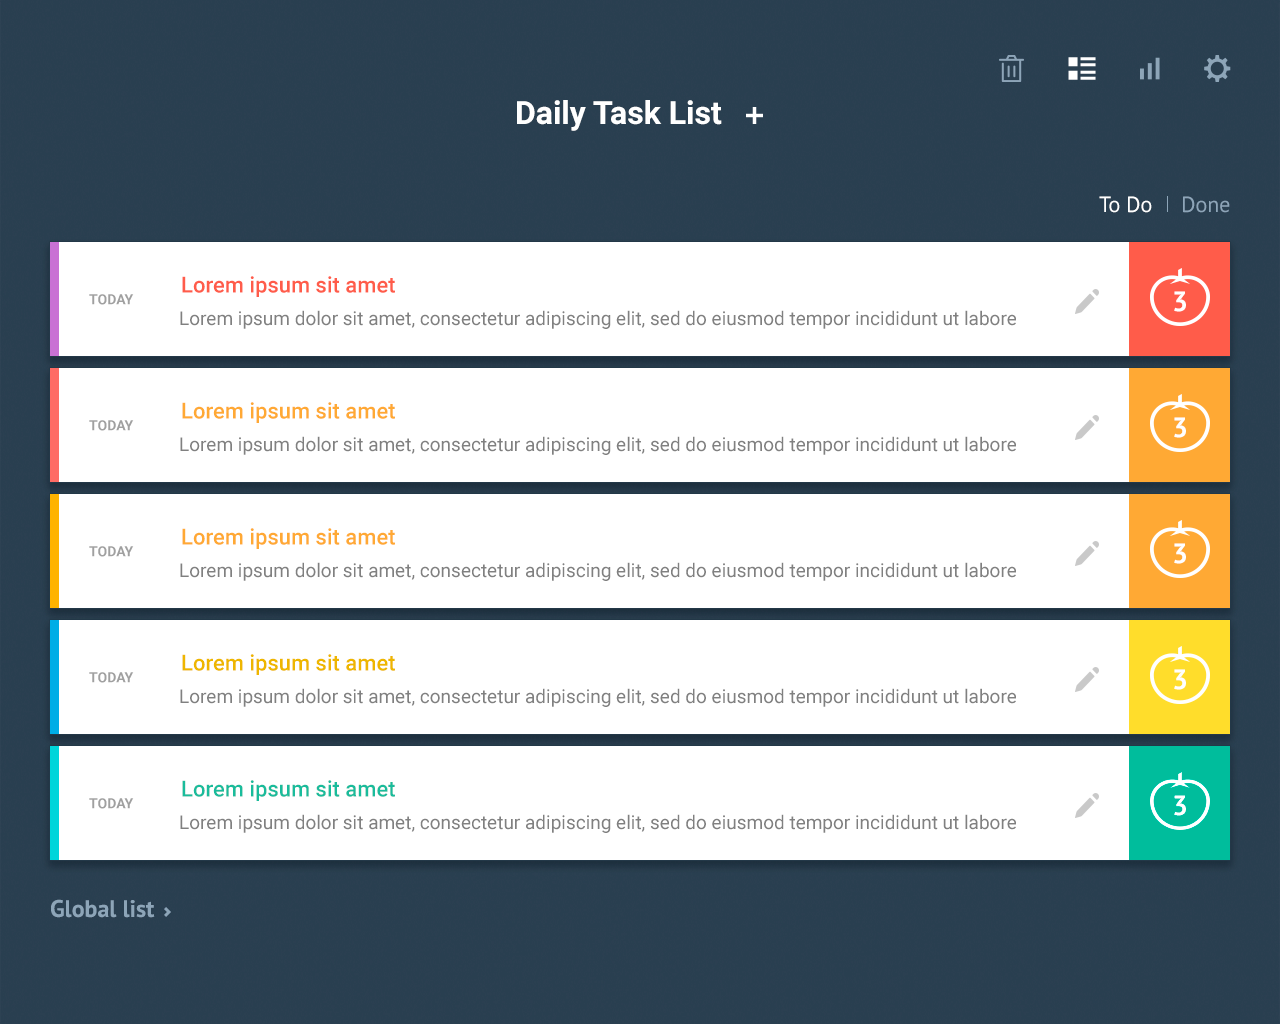 Daily Task List +
To Do | Done
TODAY
Lorem ipsum sit amet
Lorem ipsum dolor sit amet, consectetur adipiscing elit, sed do eiusmod tempor incididunt ut labore
3
TODAY
Lorem ipsum sit amet
Lorem ipsum dolor sit amet, consectetur adipiscing elit, sed do eiusmod tempor incididunt ut labore
3
TODAY
Lorem ipsum sit amet
Lorem ipsum dolor sit amet, consectetur adipiscing elit, sed do eiusmod tempor incididunt ut labore
3
TODAY
Lorem ipsum sit amet
Lorem ipsum dolor sit amet, consectetur adipiscing elit, sed do eiusmod tempor incididunt ut labore
3
TODAY
Lorem ipsum sit amet
Lorem ipsum dolor sit amet, consectetur adipiscing elit, sed do eiusmod tempor incididunt ut labore
3
Global list ›